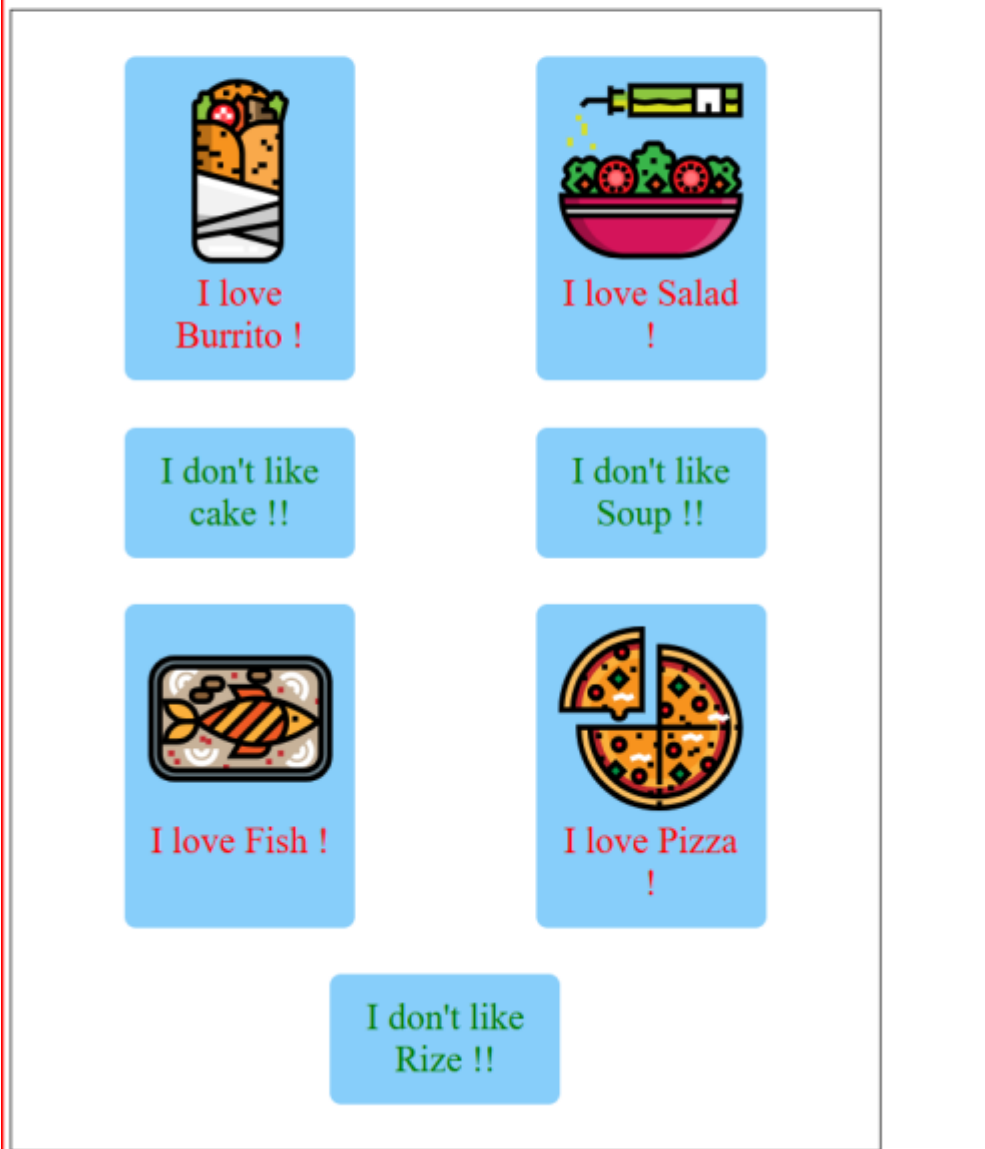 I love
Burrito !
I love Salad
!
I don't like
cake !!
I don't like
Soup !!
I love Fish !
I love Pizza
!
I don't like
Rize !!